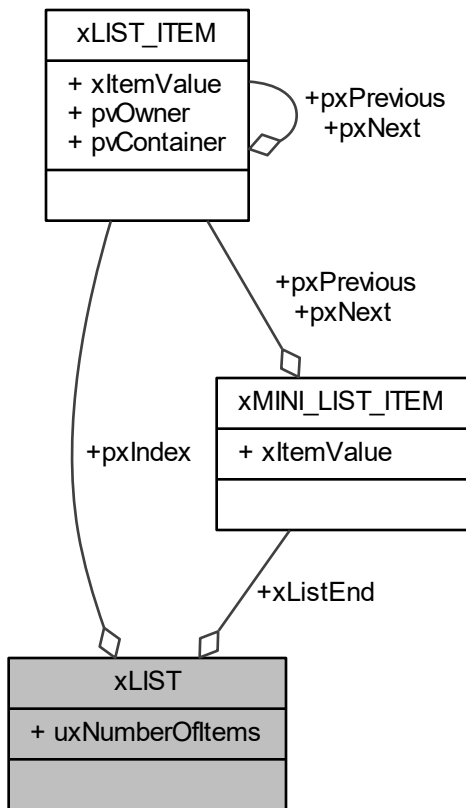 xLIST_ITEM
+ xItemValue
+ pvOwner
+ pvContainer
+pxPrevious
+pxNext
+pxPrevious
+pxNext
xMINI_LIST_ITEM
+ xItemValue
+pxIndex
+xListEnd
xLIST
+ uxNumberOfItems